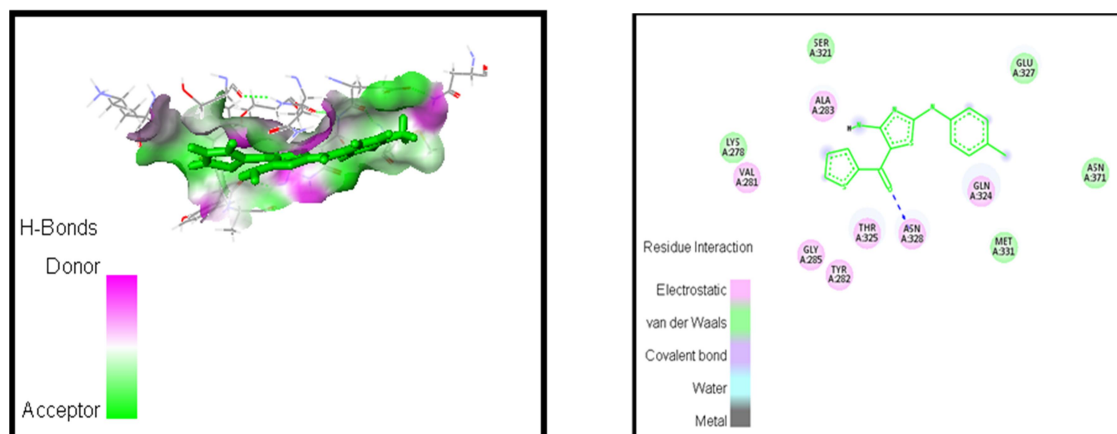 H-Bonds
Donor
Acceptor
SER
A:321
GLU
A:327
ALA
A:283
LYS
A:278
VAL
A:281
ASN
A:371
GLN
A:324
THR
A:325
ASN
A:328
MET
A:331
GLY
A:285
TYR
A:282
Residue Interaction
Electrostatic
van der Waals
Covalent bond
Water
Metal